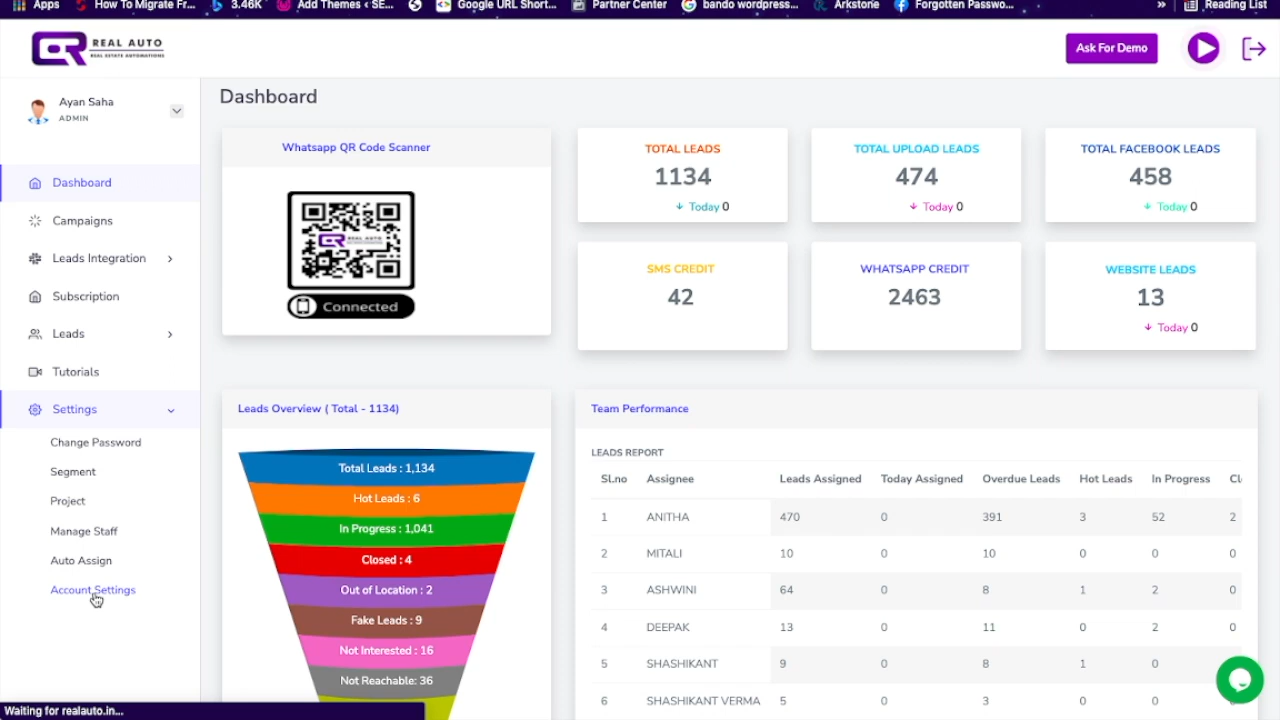 Apps
How To Migrate F...
3.46K
Add Themes ‹ SE...
Google URL Short...
Partner Center
bando wordpress...
Arkstone
Forgotten Passwo...
»
Reading List
REAL AUTO
REAL ESTATE AUTOMATIONS
Ask For Demo
Ayan Saha
ADMIN
Dashboard
Campaigns
Leads Integration
Subscription
Leads
Tutorials
Settings
Change Password
Segment
Project
Manage Staff
Auto Assign
Account Settings
Dashboard
Whatsapp QR Code Scanner
REAL AUTO
Connected
TOTAL LEADS
1134
Today 0
TOTAL UPLOAD LEADS
474
Today 0
TOTAL FACEBOOK LEADS
458
Today 0
SMS CREDIT
42
WHATSAPP CREDIT
2463
WEBSITE LEADS
13
Today 0
Leads Overview ( Total - 1134)
Total Leads : 1,134
Hot Leads : 6
In Progress : 1,041
Closed : 4
Out of Location : 2
Fake Leads : 9
Not Interested : 16
Not Reachable: 36
Team Performance
LEADS REPORT
SI.no Assignee Leads Assigned Today Assigned Overdue Leads Hot Leads In Progress Cl
1 ANITHA 470 0 391 3 52 2
2 MITALI 10 0 10 0 0 0
3 ASHWINI 64 0 8 1 2 0
4 DEEPAK 13 0 11 0 2 0
5 SHASHIKANT 9 0 8 1 0 0
6 SHASHIKANT VERMA 5 0 3 0 0 0
Waiting for realauto.in...